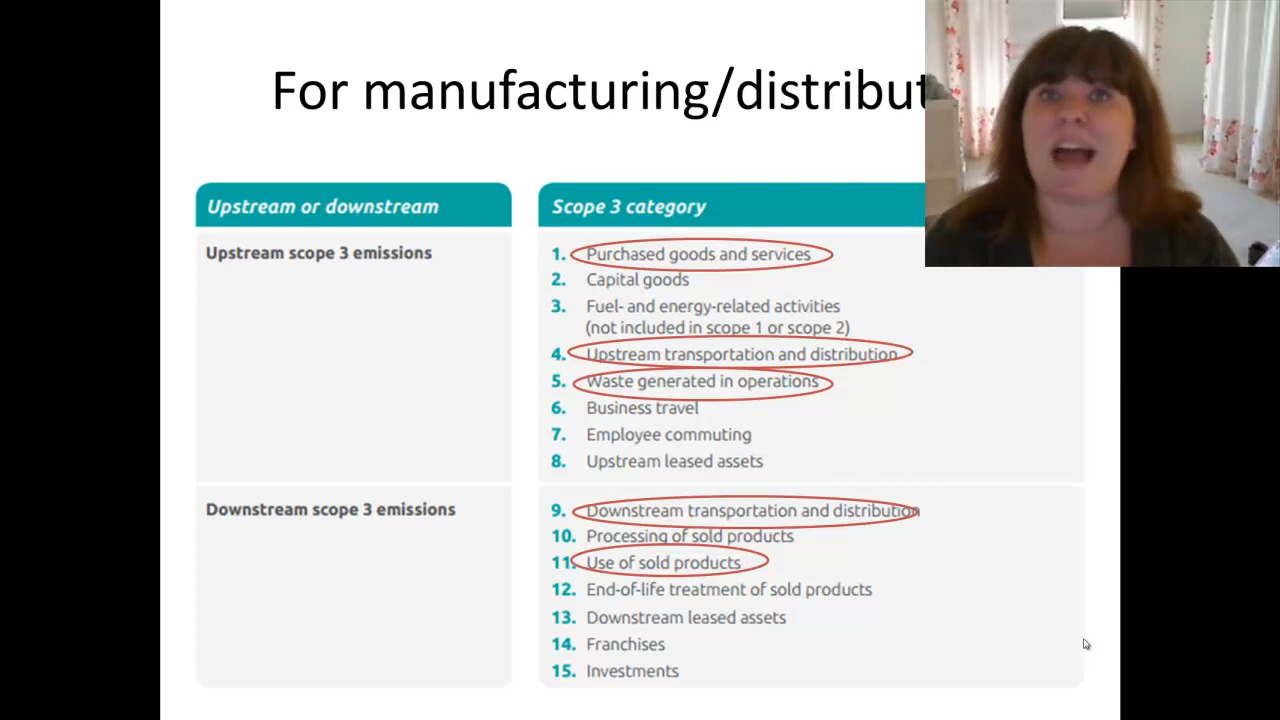 For manufacturing/distribut
Upstream or downstream
Scope 3 category
Upstream scope 3 emissions
1. Purchased goods and services
2. Capital goods
3. Fuel- and energy-related activities
(not included in scope 1 or scope 2)
4. Upstream transportation and distribution
5. Waste generated in operations
6. Business travel
7. Employee commuting
8. Upstream leased assets
Downstream scope 3 emissions
9. Downstream transportation and distribution
10. Processing of sold products
11. Use of sold products
12. End-of-life treatment of sold products
13. Downstream leased assets
14. Franchises
15. Investments